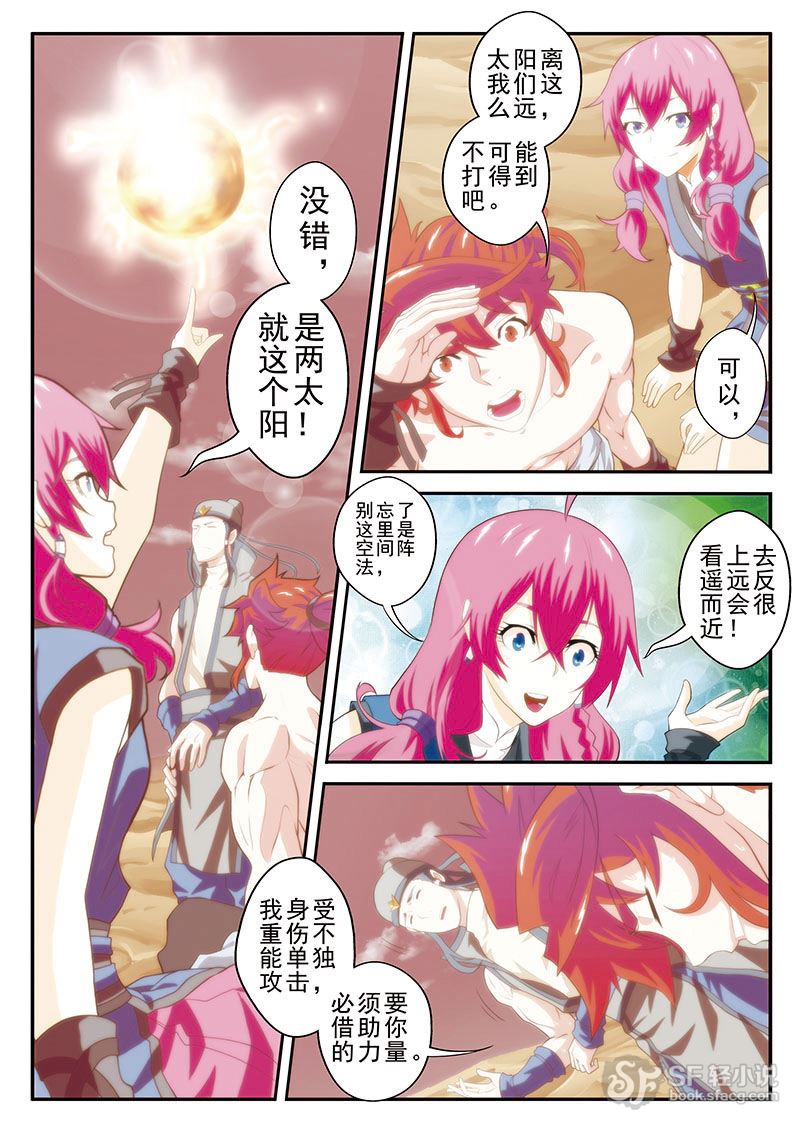 没
错，
就是
这两
个太
阳！
太阳离
我们这
么远，
不可能
打得到
吧。
可以，
别忘了
这里是
空间阵
法，
看上去
遥远反
而会很
近！
我身受
重伤不
能单独
攻击，
必须要
借助你
的力量。
SF 轻小说
book.sfacg.com